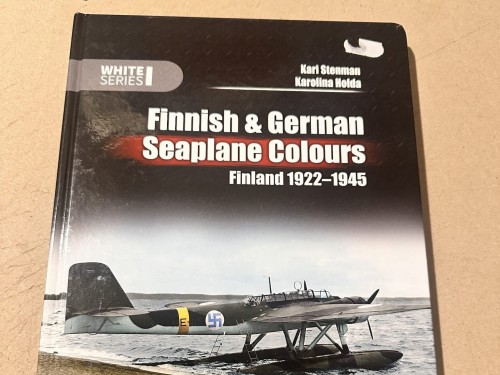 WHITE
SERIES
Kari Stenman
Karolina Hołda
Finnish & German
Seaplane Colours
Finland 1922–1945
E